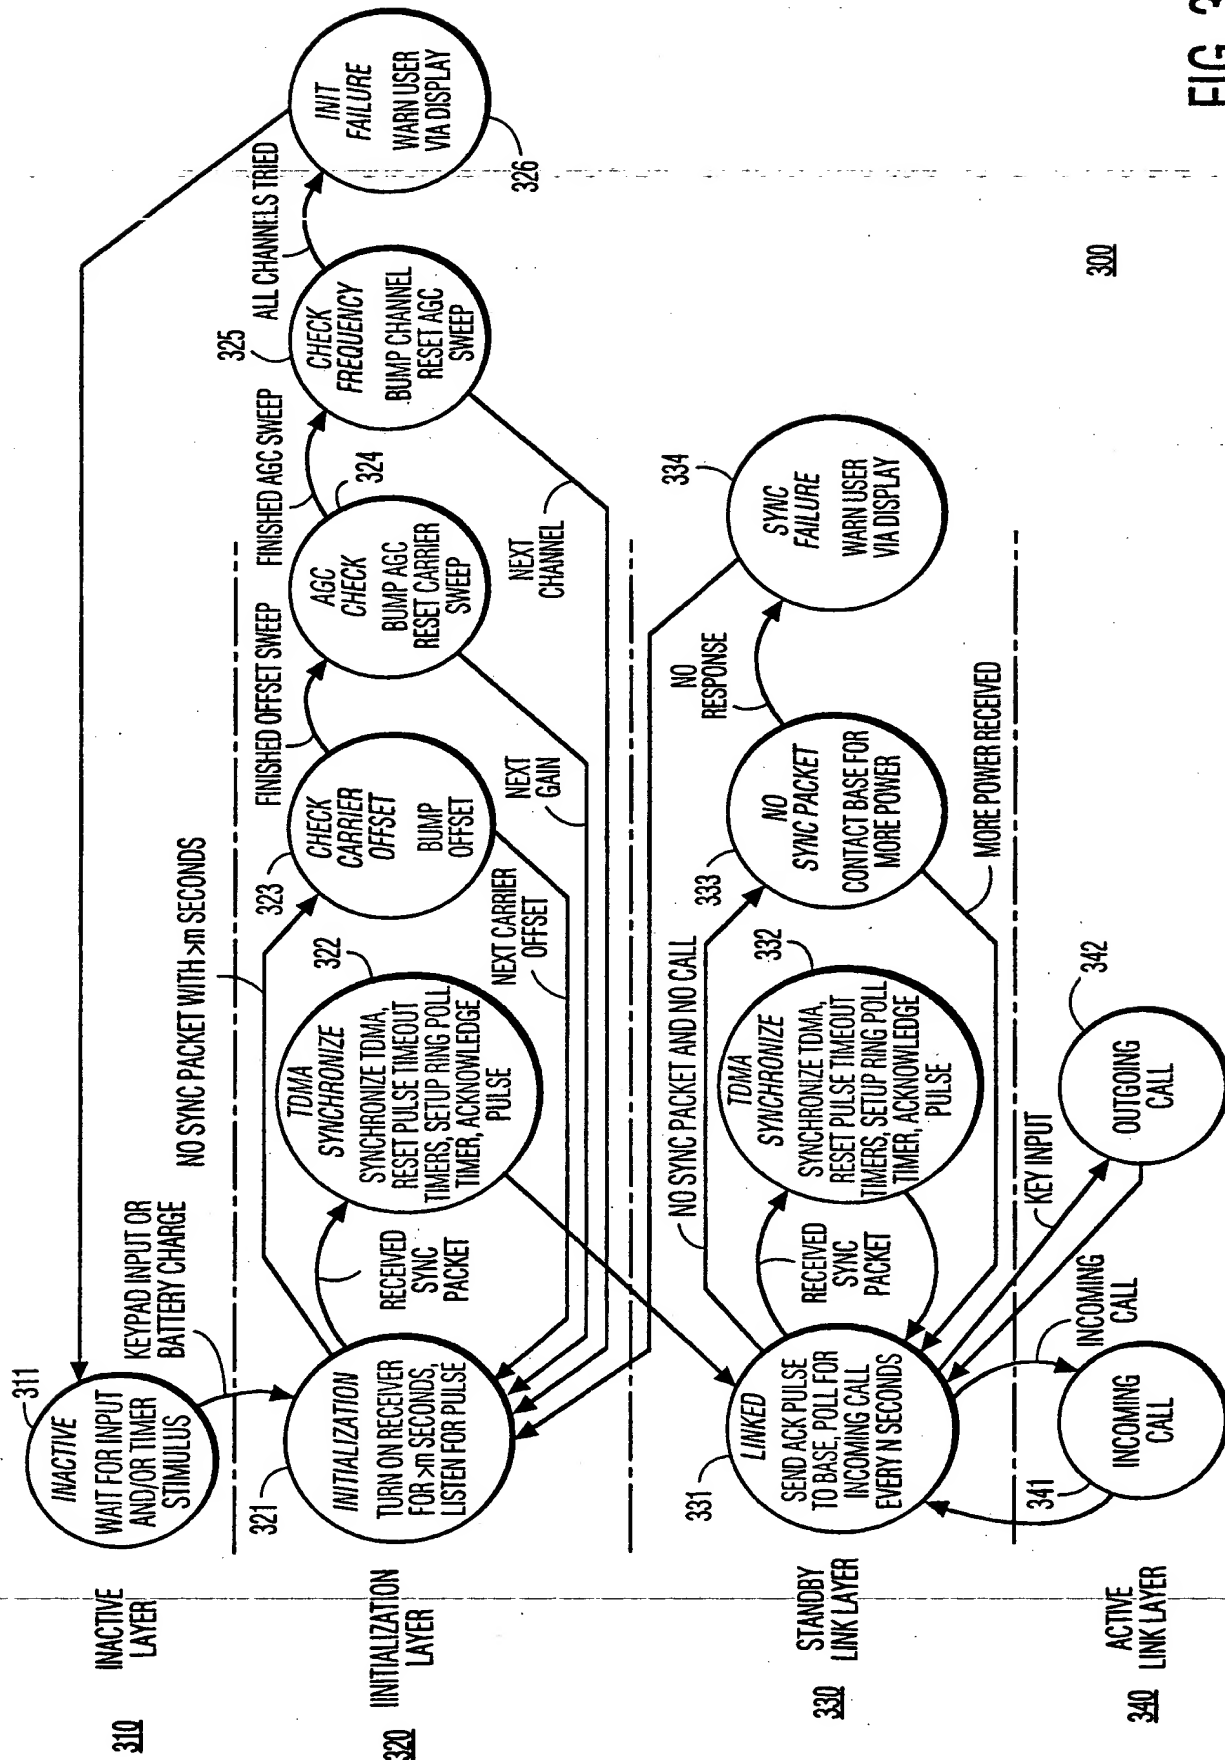 310
INACTIVE
LAYER
311
INACTIVE
WAIT FOR INPUT
AND/OR TIMER
STIMULUS
KEYPAD INPUT OR
BATTERY CHARGE
NO SYNC PACKET WITH >m SECONDS
320
IINITIALIZATION
LAYER
321
INITIALIZATION
TURN ON RECEIVER
FOR >m SECONDS,
LISTEN FOR PULSE
RECEIVED
SYNC
PACKET
322
TDMA
SYNCHRONIZE
SYNCHRONIZE TDMA,
RESET PULSE TIMEOUT
TIMERS, SETUP RING POLL
TIMER, ACKNOWLEDGE
PULSE
323
CHECK
CARRIER
OFFSET
BUMP
OFFSET
NEXT CARRIER
OFFSET
FINISHED OFFSET SWEEP
324
AGC
CHECK
BUMP AGC
RESET CARRIER
SWEEP
NEXT
GAIN
FINISHED AGC SWEEP
325
CHECK
FREQUENCY
BUMP CHANNEL
RESET AGC
SWEEP
NEXT
CHANNEL
ALL CHANNELS TRIED
INIT
FAILURE
WARN USER
VIA DISPLAY
326
330
STANDBY
LINK LAYER
331
LINKED
SEND ACK PULSE
TO BASE, POLL FOR
INCOMING CALL
EVERY N SECONDS
NO SYNC PACKET AND NO CALL
RECEIVED
SYNC
PACKET
332
TDMA
SYNCHRONIZE
SYNCHRONIZE TDMA,
RESET PULSE TIMEOUT
TIMERS, SETUP RING POLL
TIMER, ACKNOWLEDGE
PULSE
333
NO
SYNC PACKET
CONTACT BASE FOR
MORE POWER
MORE POWER RECEIVED
NO
RESPONSE
334
SYNC
FAILURE
WARN USER
VIA DISPLAY
340
ACTIVE
LINK LAYER
341
INCOMING
CALL
INCOMING
CALL
KEY INPUT
342
OUTGOING
CALL
300
FIG. 3